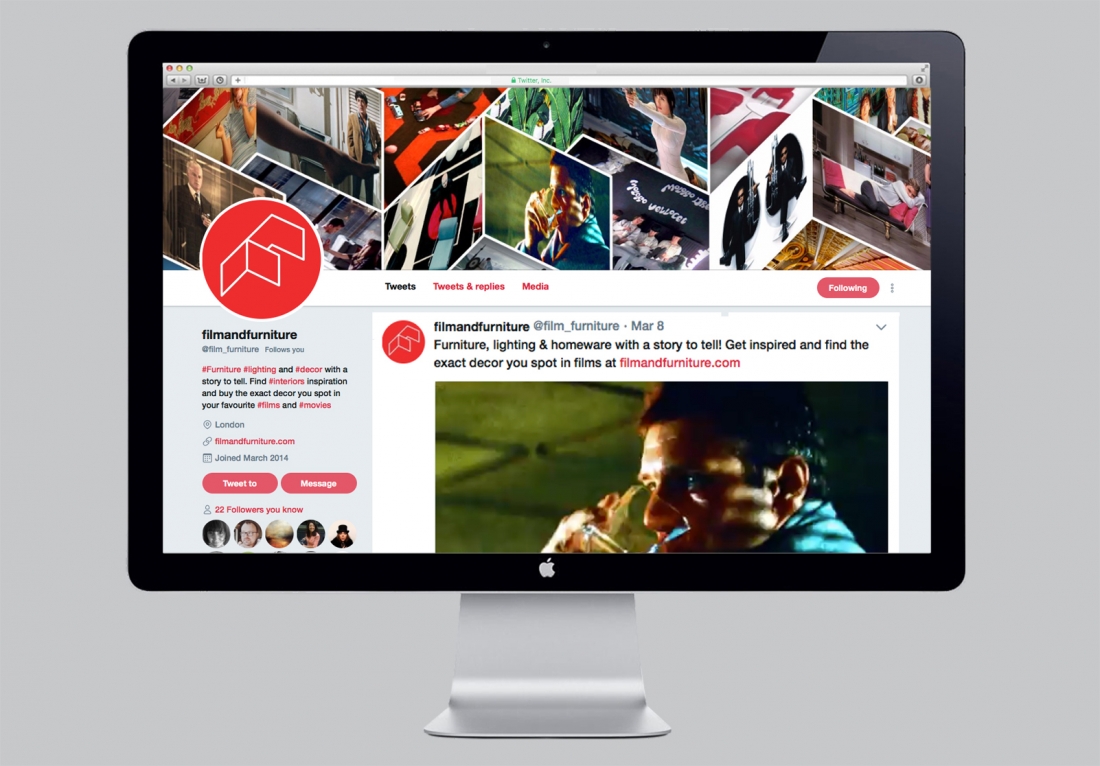 Twitter, Inc.
Tweets Tweets & replies Media
Following
filmandfurniture
@film_furniture Follows you
#Furniture #lighting and #decor with a
story to tell. Find #interiors inspiration
and buy the exact decor you spot in
your favourite #films and #movies
London
filmandfurniture.com
Joined March 2014
Tweet to Message
22 Followers you know
filmandfurniture @film_furniture · Mar 8
Furniture, lighting & homeware with a story to tell! Get inspired and find the
exact decor you spot in films at filmandfurniture.com